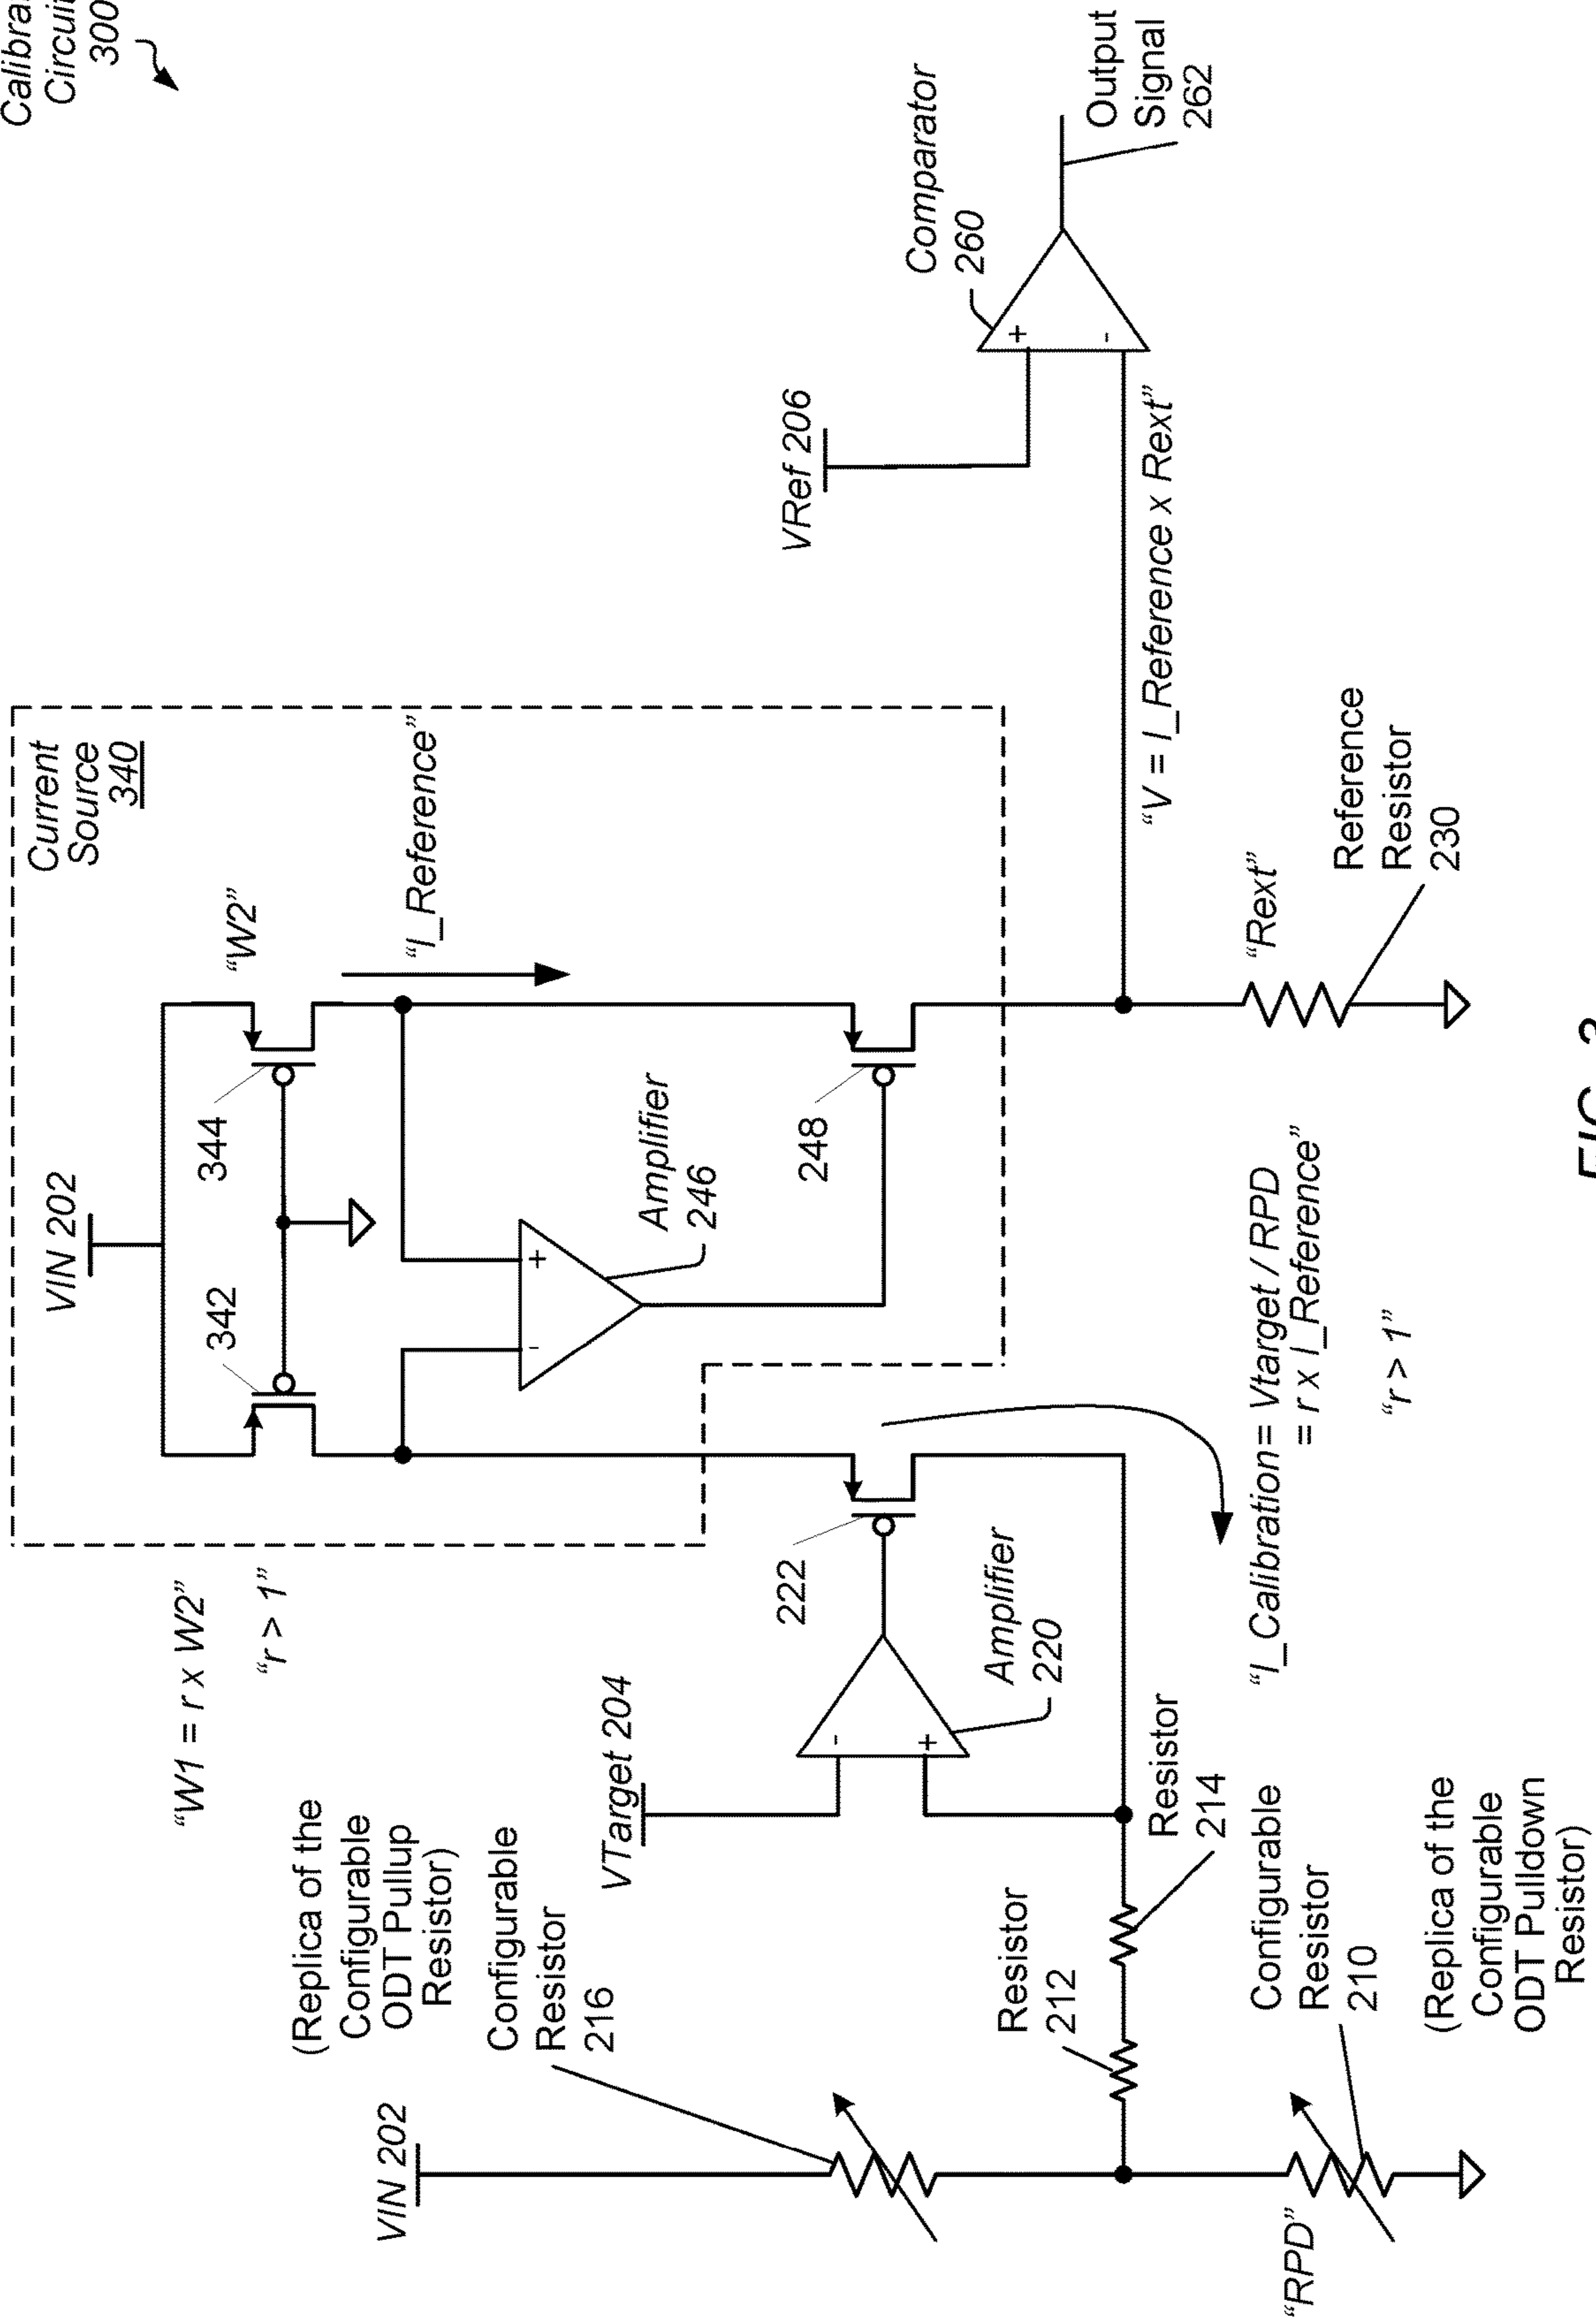 Calibra
Circuit
300
Current
Source
340
VIN 202
342
344
"W2"
"I_Reference"
"W1 = r x W2"
"r > 1"
Amplifier
246
248
222
VTarget 204
-
+
-
+
Amplifier
220
"I_Calibration= Vtarget / RPD
= r x I_Reference"
"r > 1"
(Replica of the
Configurable
ODT Pullup
Resistor)
Configurable
Resistor
216
VIN 202
Resistor
212
Resistor
214
Configurable
Resistor
210
(Replica of the
Configurable
ODT Pulldown
Resistor)
"RPD"
"Rext"
Reference
Resistor
230
"V = I_Reference x Rext"
VRef 206
+
-
Comparator
260
Output
Signal
262